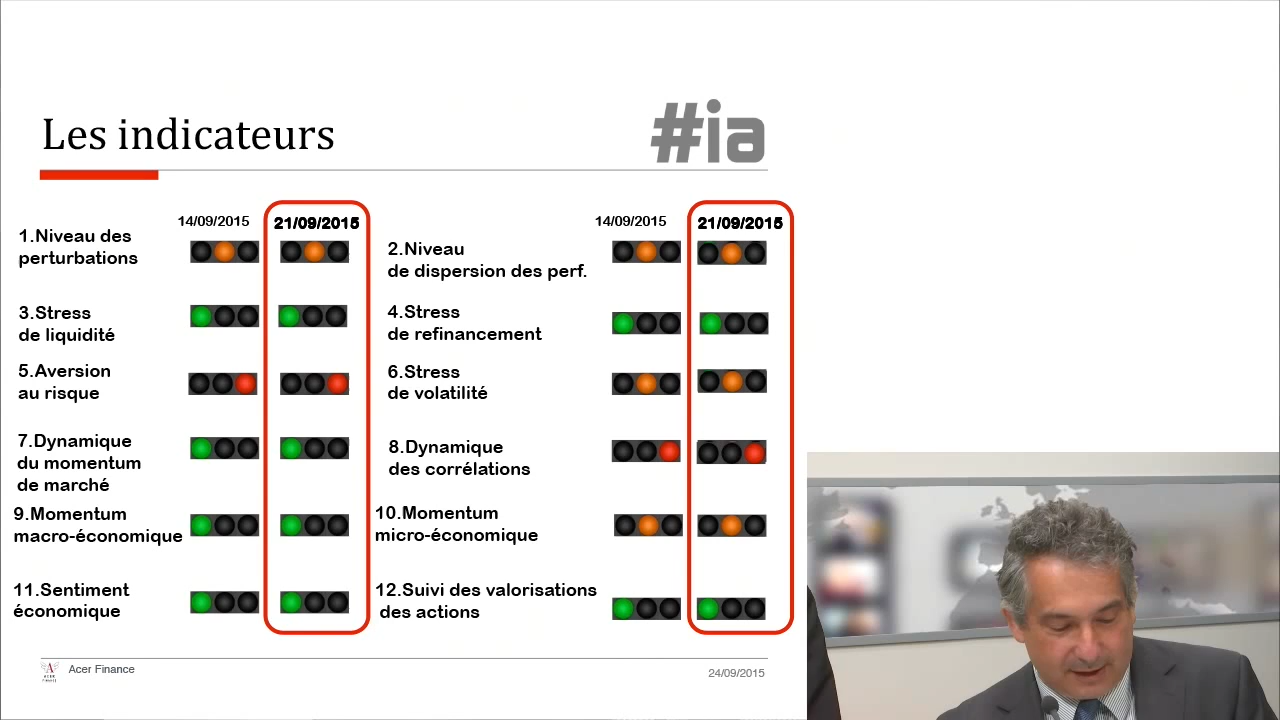 Les indicateurs
#ia
14/09/2015
21/09/2015
14/09/2015
21/09/2015
1.Niveau des
perturbations
2.Niveau
de dispersion des perf.
3.Stress
de liquidité
4.Stress
de refinancement
5.Aversion
au risque
6.Stress
de volatilité
7.Dynamique
du momentum
de marché
8.Dynamique
des corrélations
9.Momentum
macro-économique
10.Momentum
micro-économique
11.Sentiment
économique
12.Suivi des valorisations
des actions
A
ACER
FINANCE
Acer Finance
24/09/2015